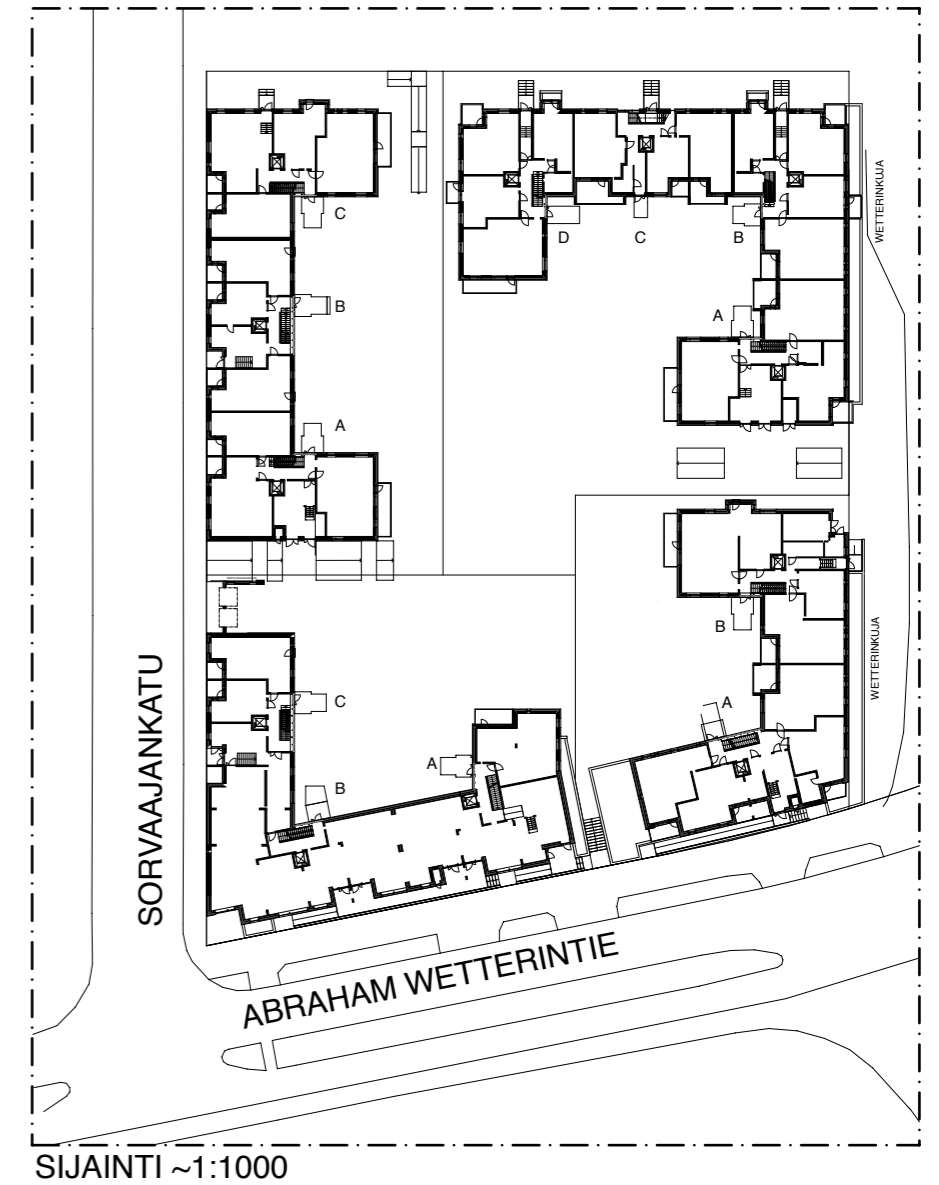 WETTERINKUJA
C
D
C
B
B
A
A
WETTERINKUJA
B
SORVAAJANKATU
C
A
A
B
ABRAHAM WETTERINTIE
SIJAINTI ~1:1000